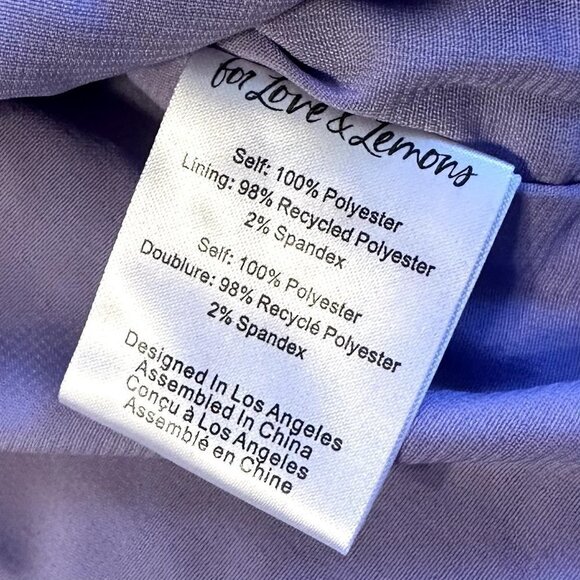 for Love & Lemons
Self: 100% Polyester
Lining: 98% Recycled Polyester
2% Spandex
Self: 100% Polyester
Doublure: 98% Recyclé Polyester
2% Spandex
Designed In Los Angeles
Assembled In China
Conçu à Los Angeles
Assemblé en Chine